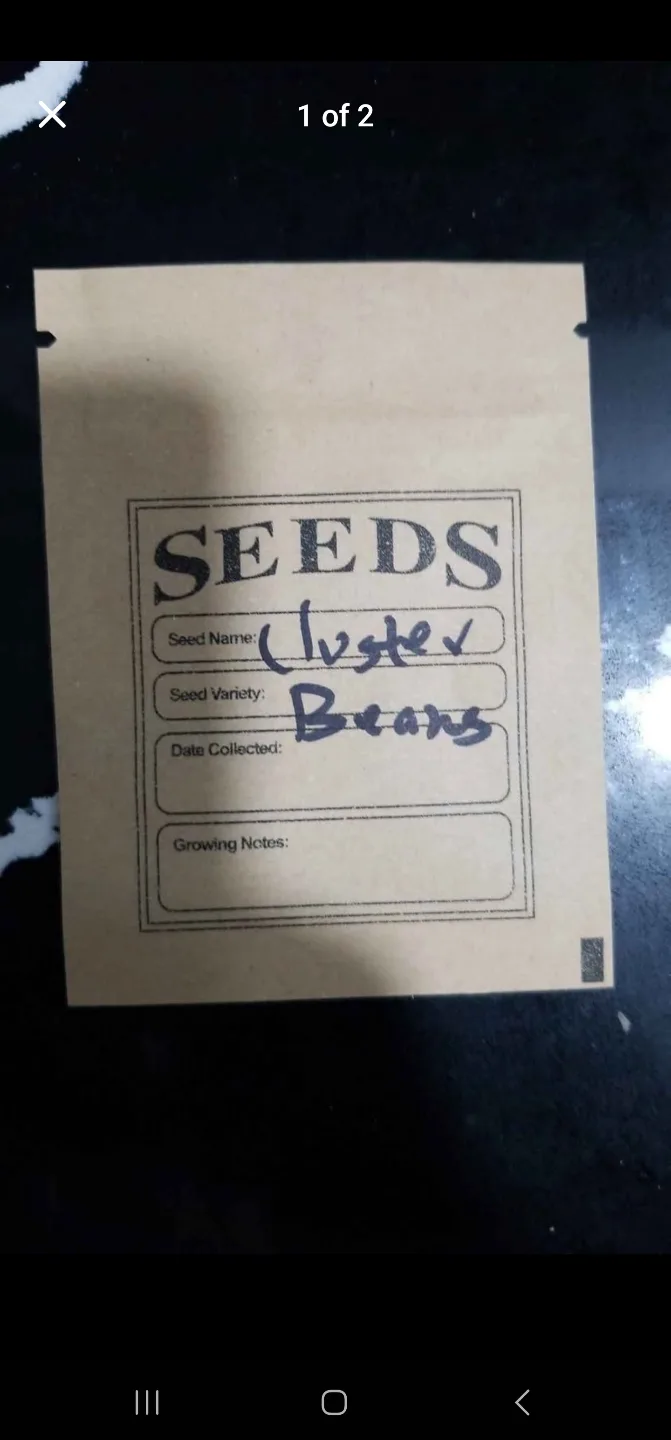 1 of 2
SEEDS
Seed Name: Cluster
Seed Variety: Beans
Date Collected:
Growing Notes: